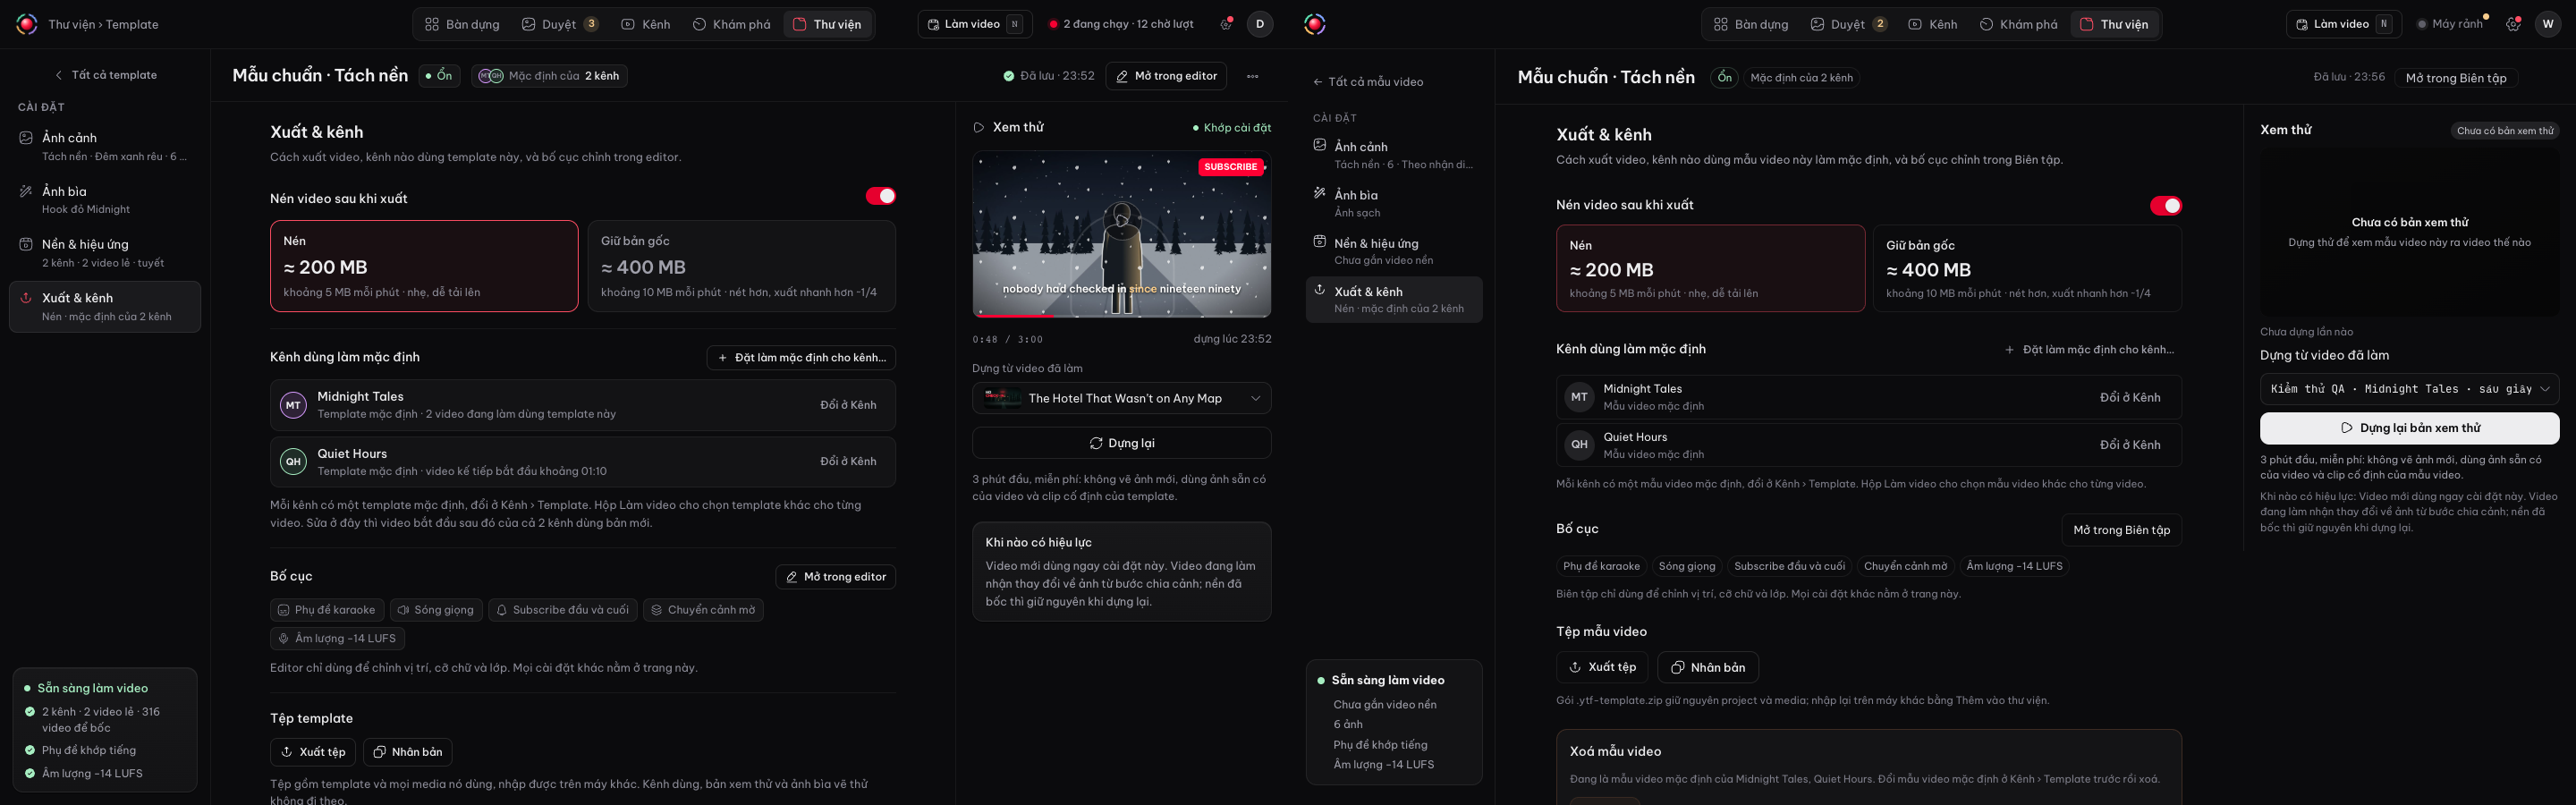 Thư viện › Template
Bàn dựng
Duyệt 3
Kênh
Khám phá
Thư viện
Làm video N
2 đang chạy · 12 chờ lượt
D
Tất cả template
CÀI ĐẶT
Ảnh cảnh
Tách nền · Đêm xanh rêu · 6 ...
Ảnh bìa
Hook đỏ Midnight
Nền & hiệu ứng
2 kênh · 2 video lẻ · tuyết
Xuất & kênh
Nén · mặc định của 2 kênh
Sẵn sàng làm video
2 kênh · 2 video lẻ · 316
video để bốc
Phụ đề khớp tiếng
Âm lượng -14 LUFS
Mẫu chuẩn · Tách nền
Ổn
MT QH Mặc định của 2 kênh
Đã lưu · 23:52
Mở trong editor
Xuất & kênh
Cách xuất video, kênh nào dùng template này, và bố cục chỉnh trong editor.
Nén video sau khi xuất
Nén
≈ 200 MB
khoảng 5 MB mỗi phút · nhẹ, dễ tải lên
Giữ bản gốc
≈ 400 MB
khoảng 10 MB mỗi phút · nét hơn, xuất nhanh hơn ~1/4
Kênh dùng làm mặc định
Đặt làm mặc định cho kênh...
MT
Midnight Tales
Template mặc định · 2 video đang làm dùng template này
Đổi ở Kênh
QH
Quiet Hours
Template mặc định · video kế tiếp bắt đầu khoảng 01:10
Đổi ở Kênh
Mỗi kênh có một template mặc định, đổi ở Kênh › Template. Hộp Làm video cho chọn template khác cho từng
video. Sửa ở đây thì video bắt đầu sau đó của cả 2 kênh dùng bản mới.
Bố cục
Mở trong editor
Phụ đề karaoke
Sóng giọng
Subscribe đầu và cuối
Chuyển cảnh mờ
Âm lượng -14 LUFS
Editor chỉ dùng để chỉnh vị trí, cỡ chữ và lớp. Mọi cài đặt khác nằm ở trang này.
Tệp template
Xuất tệp
Nhân bản
Tệp gồm template và mọi media nó dùng, nhập được trên máy khác. Kênh dùng, bản xem thử và ảnh bìa vẽ thử
không đi theo.
Xem thử
Khớp cài đặt
SUBSCRIBE
nobody had checked in since nineteen ninety
0:48 / 3:00
dựng lúc 23:52
Dựng từ video đã làm
The Hotel That Wasn't on Any Map
Dựng lại
3 phút đầu, miễn phí: không vẽ ảnh mới, dùng ảnh sẵn có
của video và clip cố định của template.
Khi nào có hiệu lực
Video mới dùng ngay cài đặt này. Video đang làm
nhận thay đổi về ảnh từ bước chia cảnh; nền đã
bốc thì giữ nguyên khi dựng lại.
Bàn dựng
Duyệt 2
Kênh
Khám phá
Thư viện
Làm video N
Máy rảnh
W
← Tất cả mẫu video
CÀI ĐẶT
Ảnh cảnh
Tách nền · 6 · Theo nhận di...
Ảnh bìa
Ảnh sạch
Nền & hiệu ứng
Chưa gắn video nền
Xuất & kênh
Nén · mặc định của 2 kênh
Sẵn sàng làm video
Chưa gắn video nền
6 ảnh
Phụ đề khớp tiếng
Âm lượng -14 LUFS
Mẫu chuẩn · Tách nền
Ổn
Mặc định của 2 kênh
Đã lưu · 23:56
Mở trong Biên tập
Xuất & kênh
Cách xuất video, kênh nào dùng mẫu video này làm mặc định, và bố cục chỉnh trong Biên tập.
Nén video sau khi xuất
Nén
≈ 200 MB
khoảng 5 MB mỗi phút · nhẹ, dễ tải lên
Giữ bản gốc
≈ 400 MB
khoảng 10 MB mỗi phút · nét hơn, xuất nhanh hơn ~1/4
Kênh dùng làm mặc định
Đặt làm mặc định cho kênh...
MT
Midnight Tales
Mẫu video mặc định
Đổi ở Kênh
QH
Quiet Hours
Mẫu video mặc định
Đổi ở Kênh
Mỗi kênh có một mẫu video mặc định, đổi ở Kênh › Template. Hộp Làm video cho chọn mẫu video khác cho từng video.
Bố cục
Mở trong Biên tập
Phụ đề karaoke
Sóng giọng
Subscribe đầu và cuối
Chuyển cảnh mờ
Âm lượng -14 LUFS
Biên tập chỉ dùng để chỉnh vị trí, cỡ chữ và lớp. Mọi cài đặt khác nằm ở trang này.
Tệp mẫu video
Xuất tệp
Nhân bản
Gói .ytf-template.zip giữ nguyên project và media; nhập lại trên máy khác bằng Thêm vào thư viện.
Xoá mẫu video
Đang là mẫu video mặc định của Midnight Tales, Quiet Hours. Đổi mẫu video mặc định ở Kênh › Template trước rồi xoá.
Xem thử
Chưa có bản xem thử
Chưa có bản xem thử
Dựng thử để xem mẫu video này ra video thế nào
Chưa dựng lần nào
Dựng từ video đã làm
Kiểm thử QA · Midnight Tales · sáu giây
Dựng lại bản xem thử
3 phút đầu, miễn phí: không vẽ ảnh mới, dùng ảnh sẵn có
của video và clip cố định của mẫu video.
Khi nào có hiệu lực: Video mới dùng ngay cài đặt này. Video
đang làm nhận thay đổi về ảnh từ bước chia cảnh; nền đã
bốc thì giữ nguyên khi dựng lại.